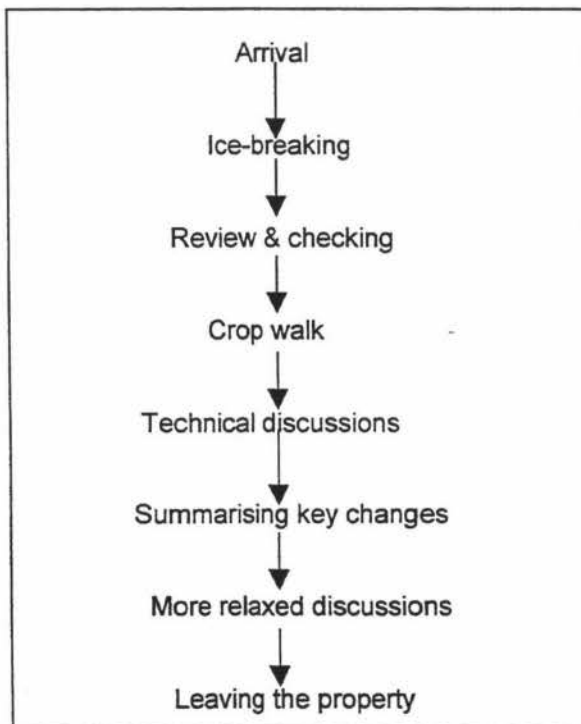 Arrival
Ice-breaking
Review & checking
Crop walk
Technical discussions
Summarising key changes
More relaxed discussions
Leaving the property